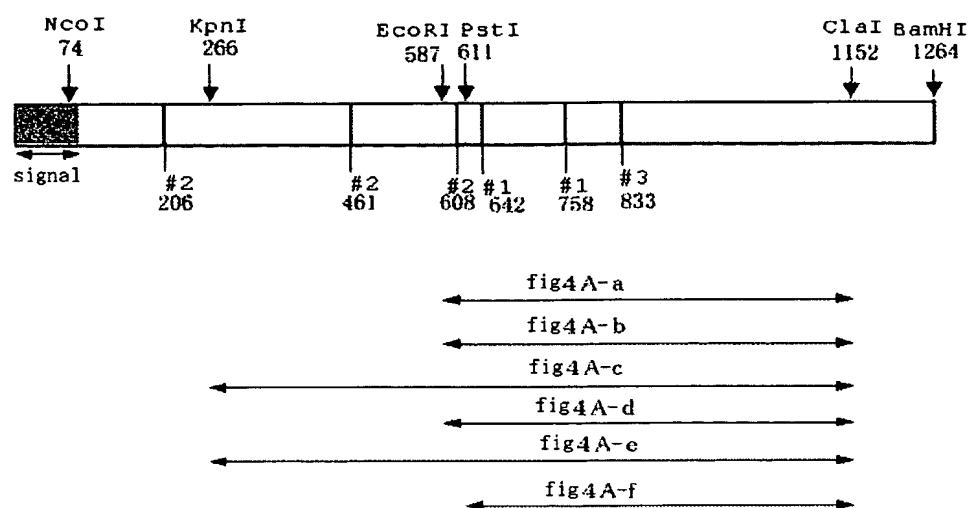 NcoI KpnI EcoRI PstI ClaI BamHI
74 266 587 611 1152 1264
signal
#2 #2 #2 #1 #1 #3
206 461 608 642 758 833
fig4A-a
fig4A-b
fig4A-c
fig4A-d
fig4A-e
fig4A-f